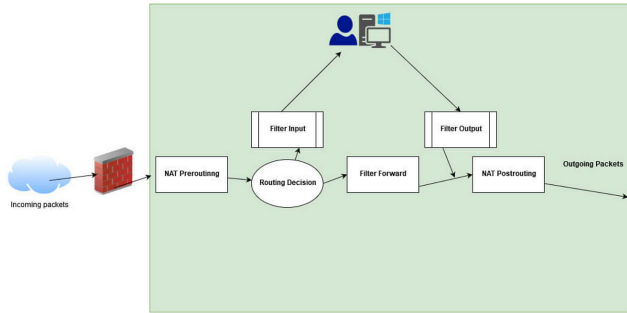 Filter Input
Filter Output
NAT Preroutinng
Routing Decision
Filter Forward
NAT Postrouting
Outgoing Packets
Incoming packets